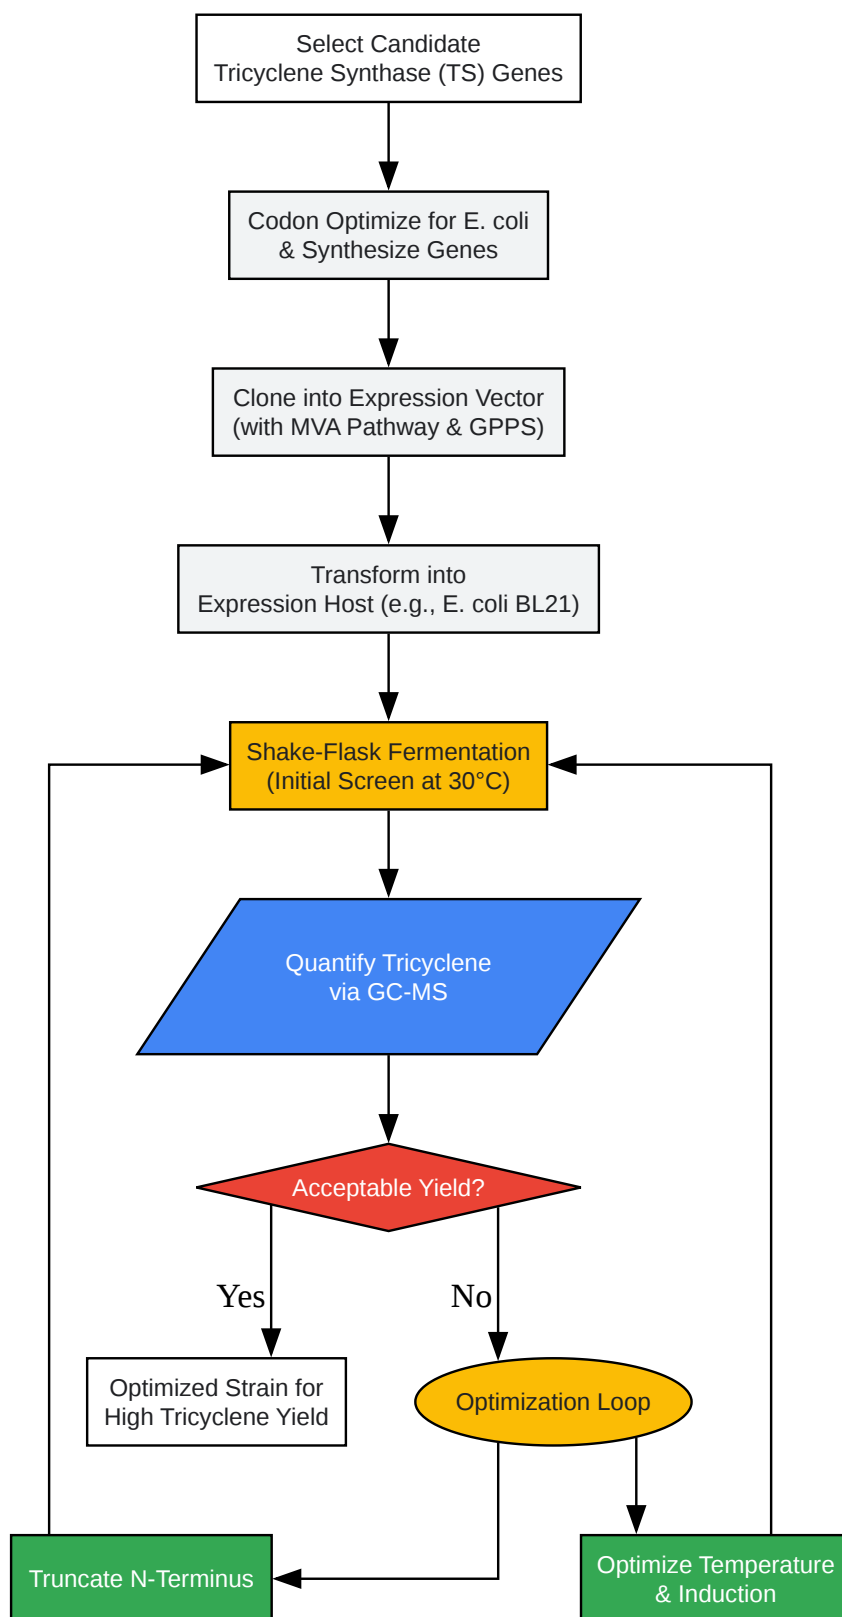 Select Candidate
Tricyclene Synthase (TS) Genes
Codon Optimize for E. coli
& Synthesize Genes
Clone into Expression Vector
(with MVA Pathway & GPPS)
Transform into
Expression Host (e.g., E. coli BL21)
Shake-Flask Fermentation
(Initial Screen at 30°C)
Quantify Tricyclene
via GC-MS
Acceptable Yield?
Yes
No
Optimized Strain for
High Tricyclene Yield
Optimization Loop
Truncate N-Terminus
Optimize Temperature
& Induction